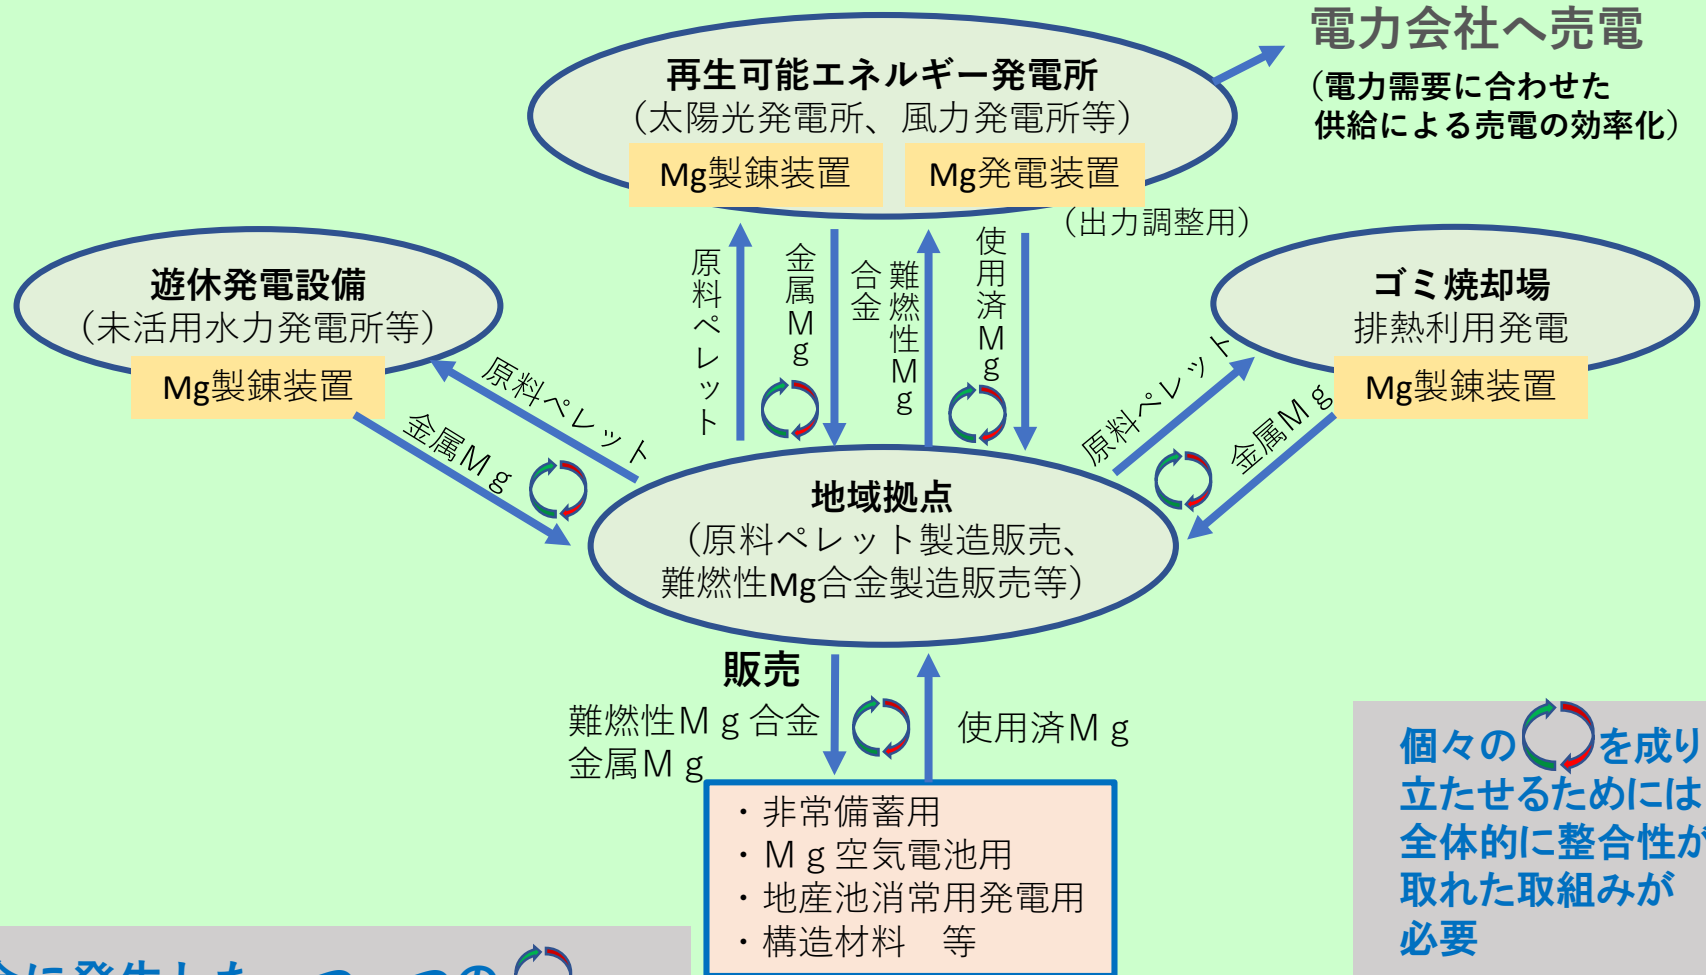 電力会社へ売電
（電力需要に合わせた
供給による売電の効率化）
再生可能エネルギー発電所
（太陽光発電所、風力発電所等）
Mg製錬装置
Mg発電装置
（出力調整用）
遊休発電設備
（未活用水力発電所等）
Mg製錬装置
ゴミ焼却場
排熱利用発電
Mg製錬装置
原料ペレット
金属Ｍｇ
原料ペレット
金属Ｍｇ
難燃性Ｍｇ
合金
使用済Ｍｇ
原料ペレット
金属Ｍｇ
地域拠点
（原料ペレット製造販売、
難燃性Mg合金製造販売等）
販売
難燃性Ｍｇ合金
金属Ｍｇ
使用済Ｍｇ
・非常備蓄用
・Ｍｇ空気電池用
・地産池消常用発電用
・構造材料　等
個々の を成り
立たせるためには
全体的に整合性が
取れた取組みが
必要